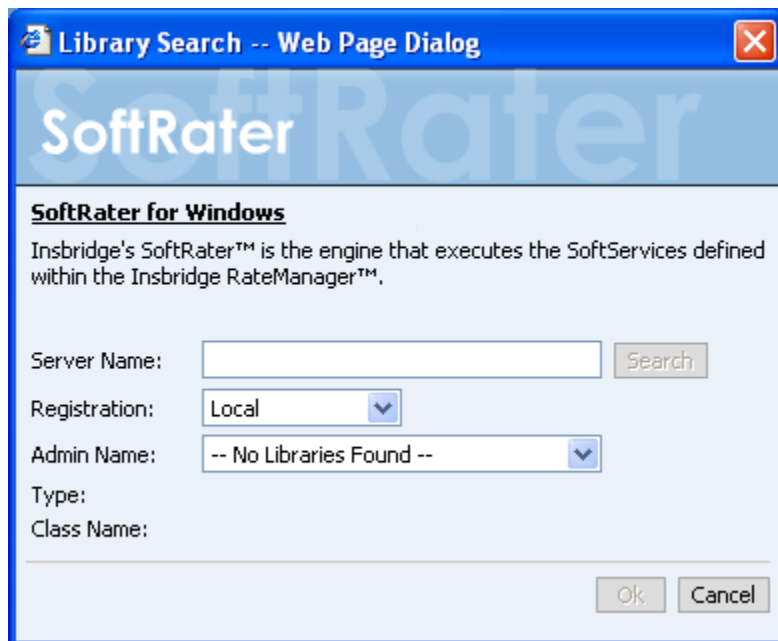 Library Search -- Web Page Dialog
SoftRater
SoftRater
SoftRater for Windows
Insbridge's SoftRater™ is the engine that executes the SoftServices defined
within the Insbridge RateManager™.
Server Name: Search
Registration: Local
Admin Name: -- No Libraries Found --
Type:
Class Name:
Ok Cancel